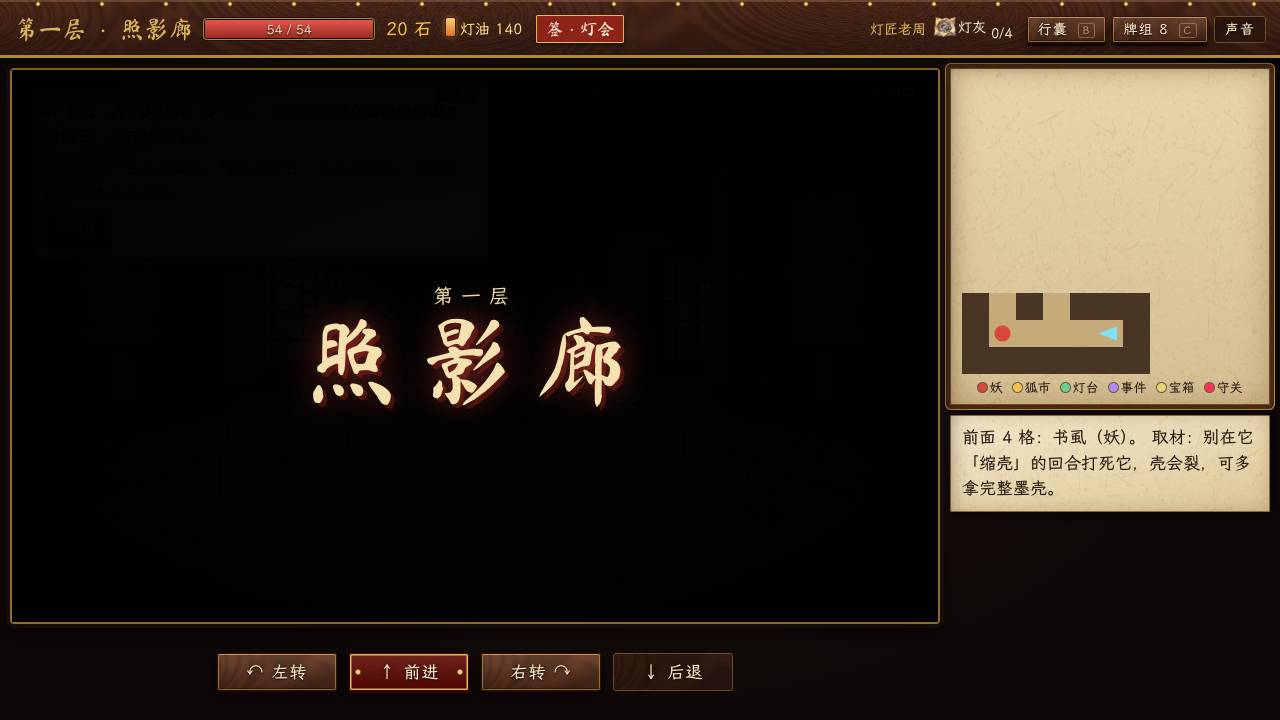 第一层 · 照影廊
54 / 54
20 石
灯油 140
签 · 灯会
灯匠老周
灯灰 0/4
行囊 B
牌组 8 C
声音
第一层
照影廊
妖 狐市 灯台 事件 宝箱 守关
前面 4 格：书虱（妖）。 取材：别在它
「缩壳」的回合打死它，壳会裂，可多
拿完整墨壳。
↶ 左转
↑ 前进
右转 ↷
↓ 后退